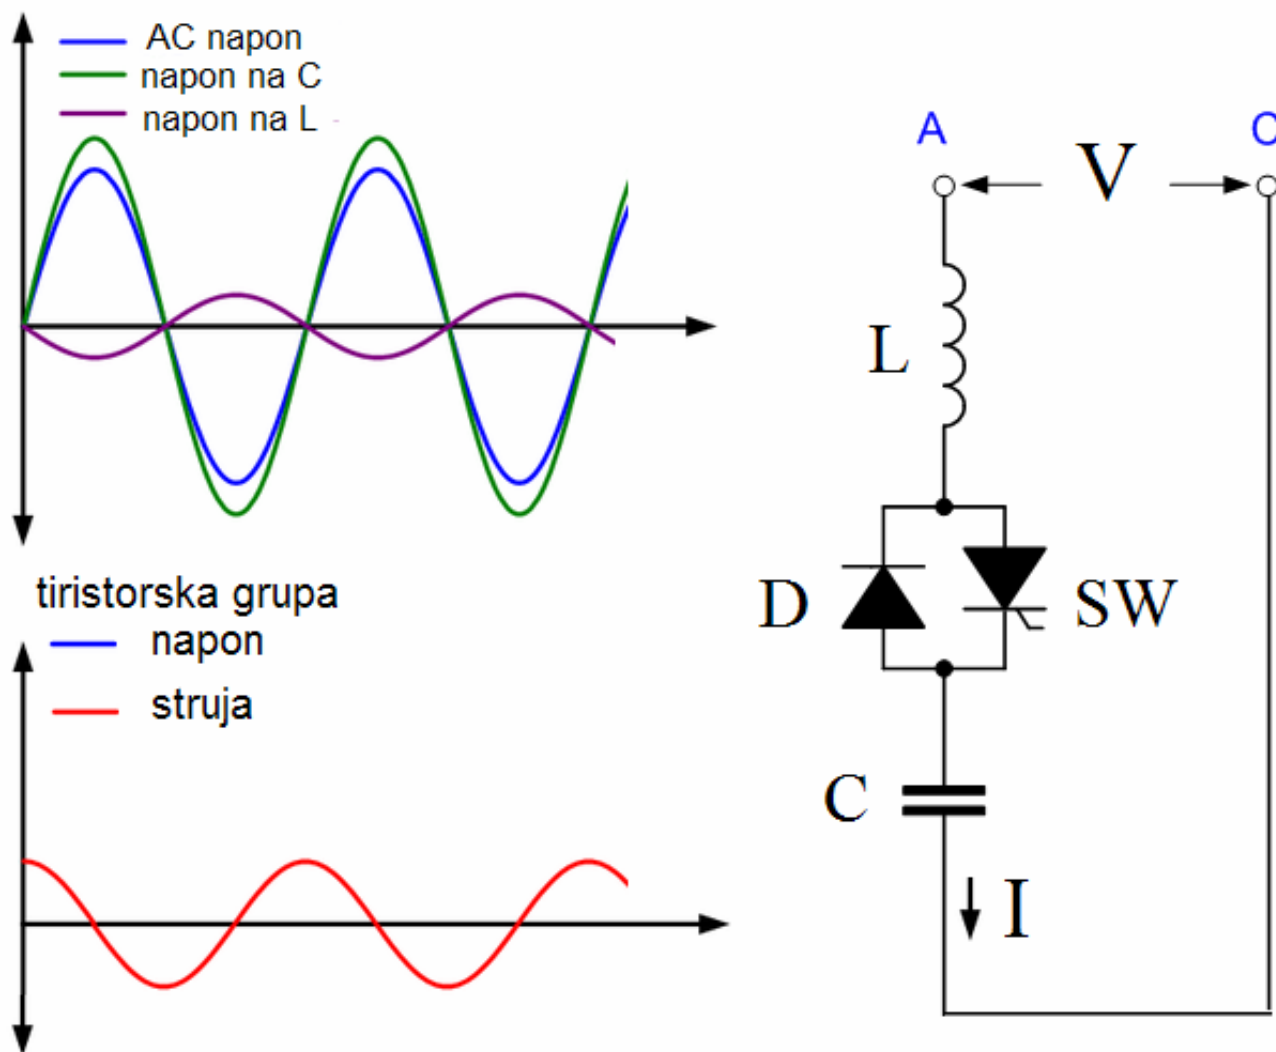 AC napon
napon na C
napon na L
tiristorska grupa
napon
struja
A
V
C
L
D
SW
C
I